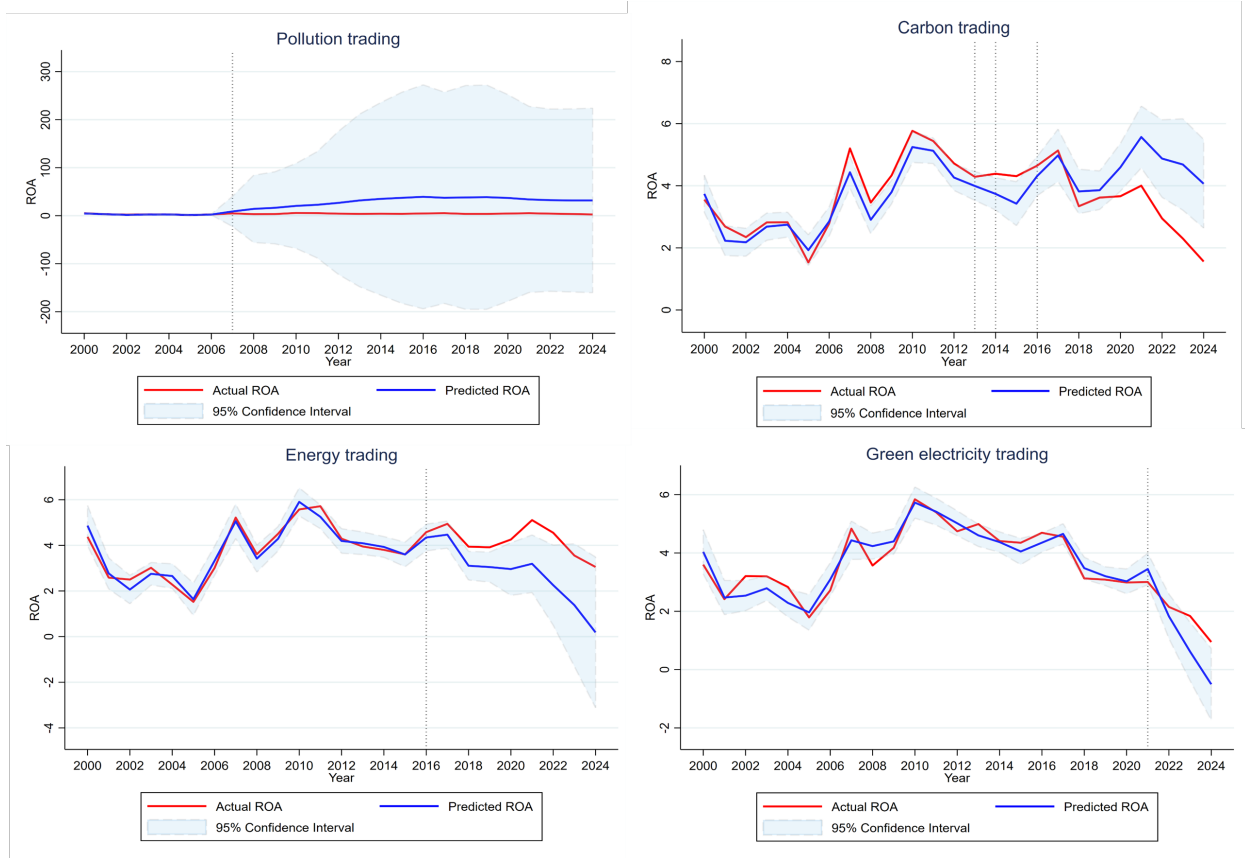 Pollution trading
300
200
100
0
-100
-200
ROA
2000 2002 2004 2006 2008 2010 2012 2014 2016 2018 2020 2022 2024
Year
Actual ROA Predicted ROA
95% Confidence Interval
Carbon trading
8
6
4
2
0
ROA
2000 2002 2004 2006 2008 2010 2012 2014 2016 2018 2020 2022 2024
Year
Actual ROA Predicted ROA
95% Confidence Interval
Energy trading
6
4
2
0
-2
-4
ROA
2000 2002 2004 2006 2008 2010 2012 2014 2016 2018 2020 2022 2024
Year
Actual ROA Predicted ROA
95% Confidence Interval
Green electricity trading
6
4
2
0
-2
ROA
2000 2002 2004 2006 2008 2010 2012 2014 2016 2018 2020 2022 2024
Year
Actual ROA Predicted ROA
95% Confidence Interval